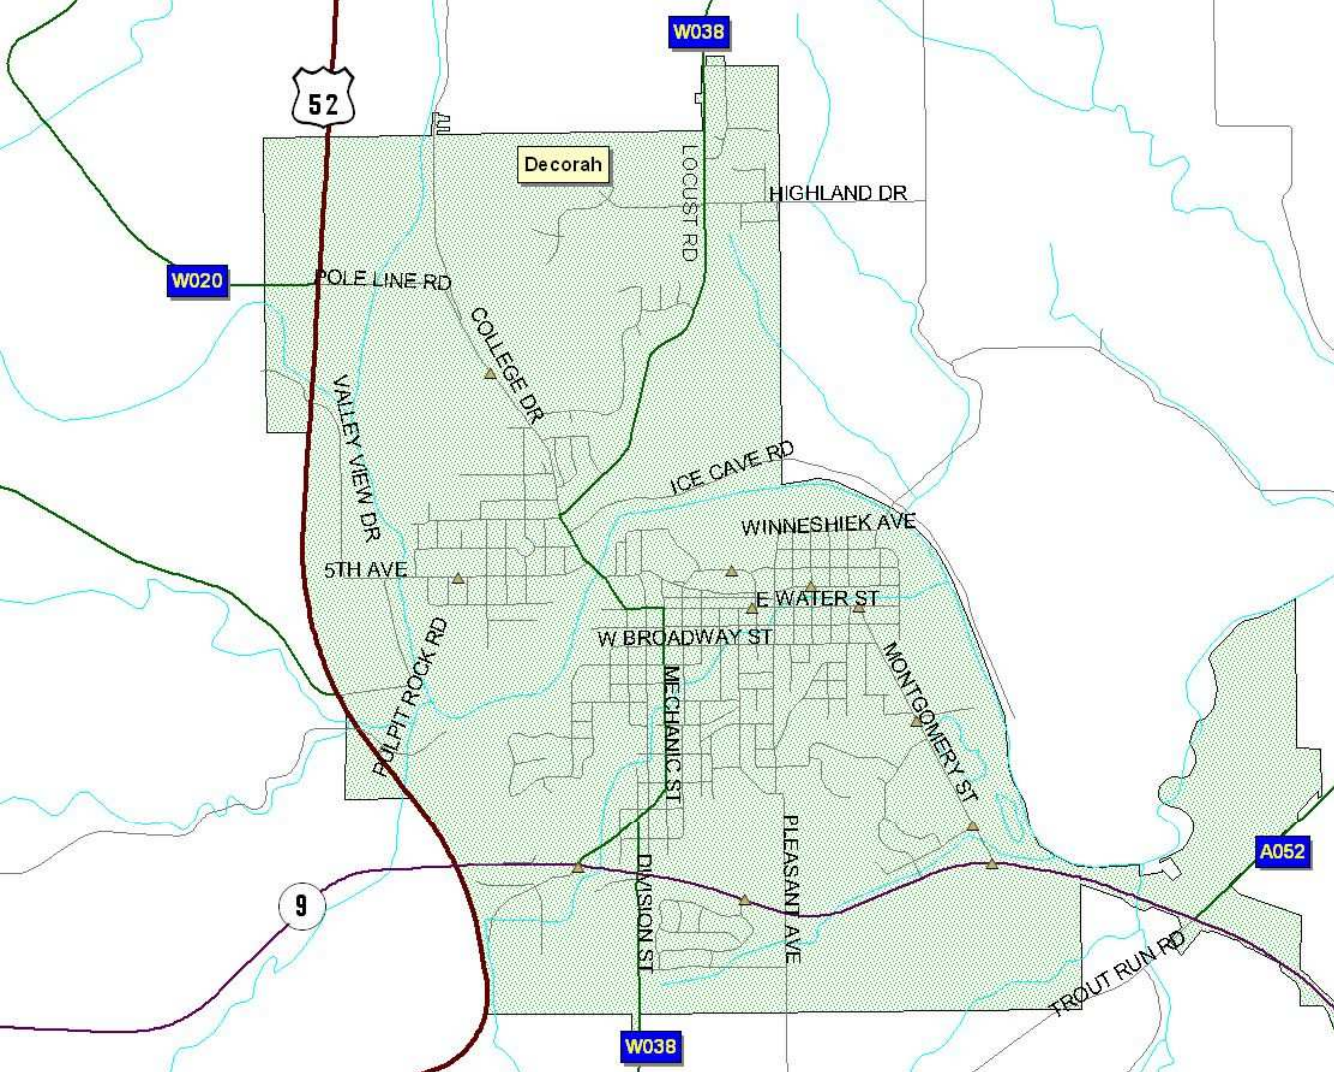 W038
52
Decorah
LOCUST RD
HIGHLAND DR
W020
POLE LINE RD
COLLEGE DR
VALLEY VIEW DR
ICE CAVE RD
WINNESHIEK AVE
5TH AVE
E WATER ST
W BROADWAY ST
PULPIT ROCK RD
MECHANIC ST
MONTGOMERY ST
PLEASANT AVE
A052
9
DIVISION ST
TROUT RUN RD
W038